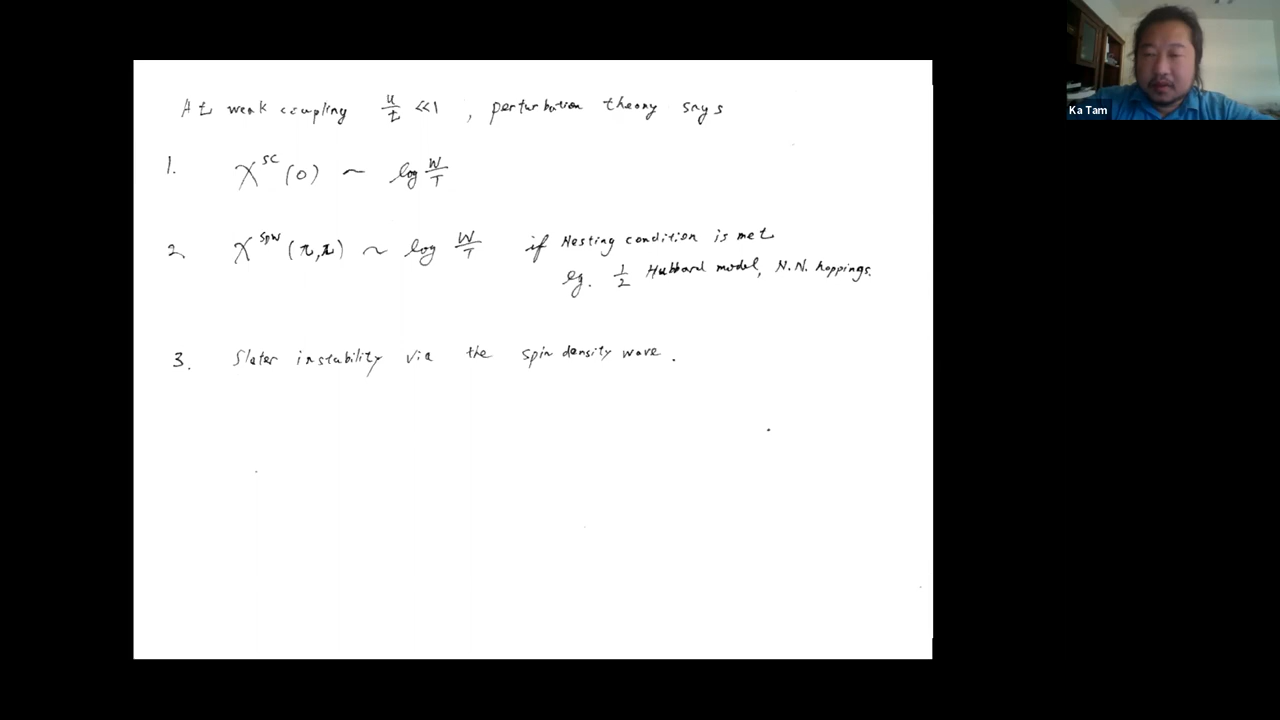 At weak coupling u/t ≪1 , perturbation theory says
1. χ^SC (0) ~ log W/T
2. χ^SDW (π,π) ~ log W/T if Nesting condition is met
eg. 1/2 Hubbard model, N.N. hoppings.
3. Slater instability via the spin density wave.
Ka Tam